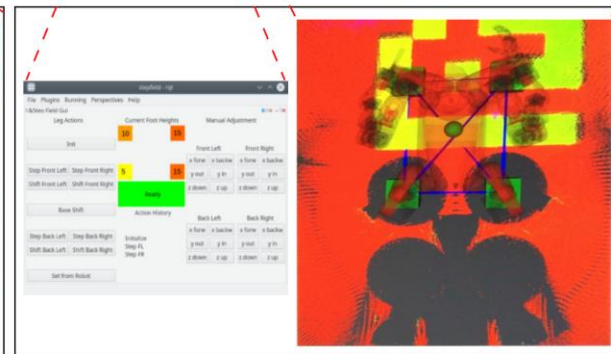 stepfield - rqt
File Plugins Running Perspectives Help
Step Field Gui
Leg Actions Current Foot Heights Manual Adjustment
10 15
Init
Front Left Front Right
x forw x backw x forw x backw
Step Front Left Step Front Right 5 15 y out y in y out y in
Shift Front Left Shift Front Right z down z up z down z up
Ready
Base Shift
Action History
Back Left Back Right
Initialize x forw x backw x forw x backw
Step Back Left Step Back Right Step FL y out y in y out y in
Shift Back Left Shift Back Right Step FR z down z up z down z up
Set from Robot